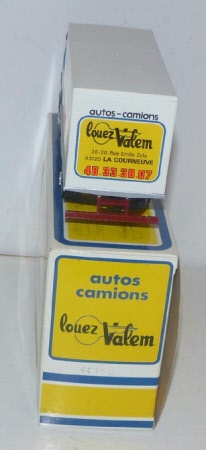 autos-camions
louez Valem
26-30 Rue Emile Zola
93120 LA COURNEUVE
48.33.38.07
autos
camions
louez Valem